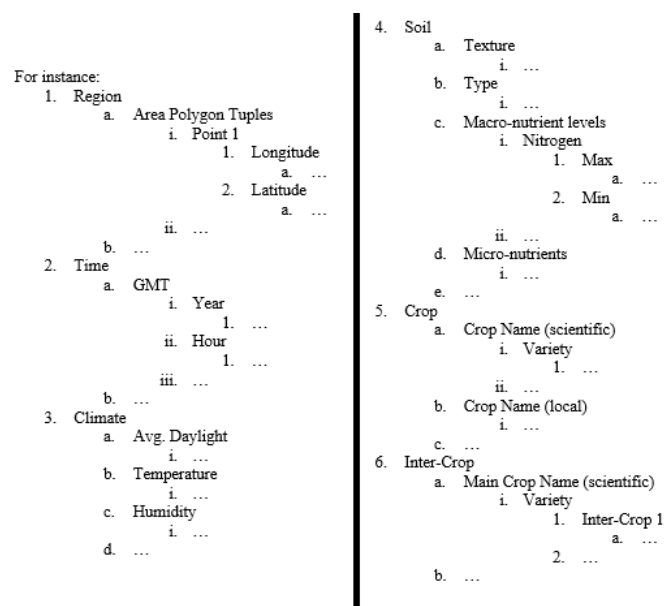 For instance:
1. Region
a. Area Polygon Tuples
i. Point 1
1. Longitude
a. ...
2. Latitude
a. ...
ii. ...
b. ...
2. Time
a. GMT
i. Year
1. ...
ii. Hour
1. ...
iii. ...
b. ...
3. Climate
a. Avg. Daylight
i. ...
b. Temperature
i. ...
c. Humidity
i. ...
d. ...
4. Soil
a. Texture
i. ...
b. Type
i. ...
c. Macro-nutrient levels
i. Nitrogen
1. Max
a. ...
2. Min
a. ...
ii. ...
d. Micro-nutrients
i. ...
e. ...
5. Crop
a. Crop Name (scientific)
i. Variety
1. ...
ii. ...
b. Crop Name (local)
i. ...
c. ...
6. Inter-Crop
a. Main Crop Name (scientific)
i. Variety
1. Inter-Crop 1
a. ...
2. ...
b. ...